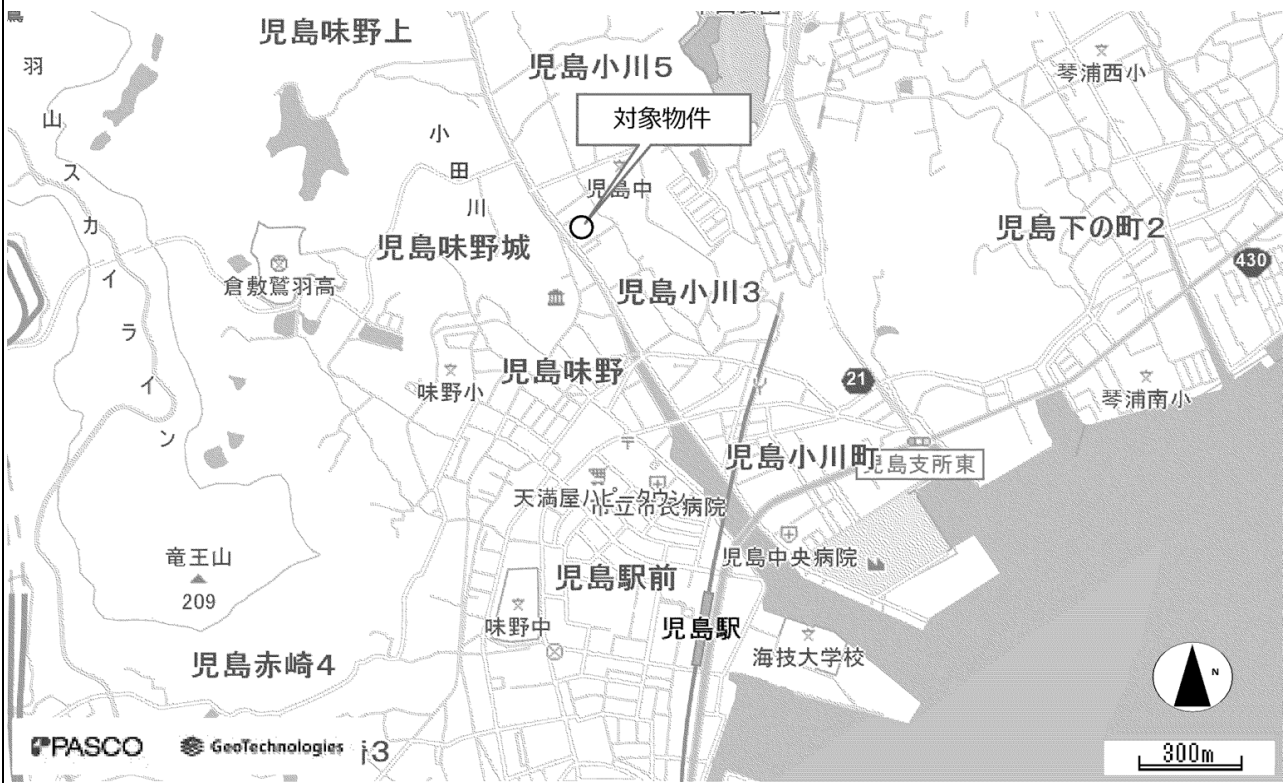 児島味野上
児島小川5
琴浦西小
羽山スカイライン
小田川
対象物件
児島中
児島下の町2
児島味野城
430
倉敷鷲羽高
児島小川3
児島味野
21
味野小
琴浦南小
児島小川町
児島支所東
天満屋ハピータウン
市立市民病院
児島中央病院
竜王山
209
児島駅前
味野中
児島駅
海技大学校
児島赤崎4
N
PASCO
GeoTechnologies
300m